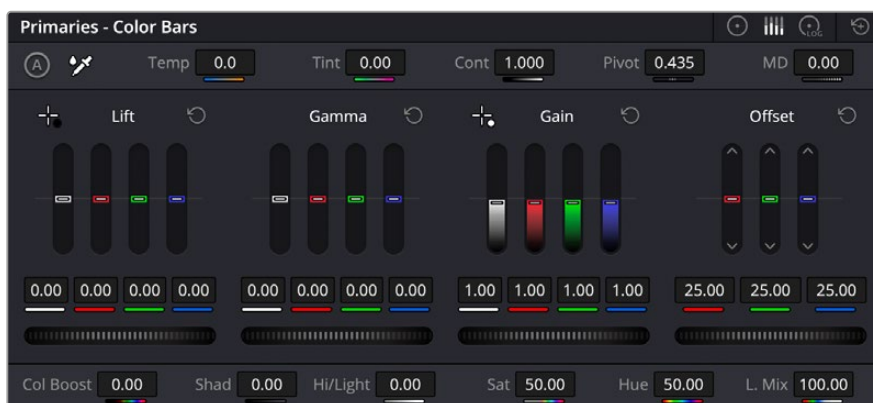 Primaries - Color Bars
LOG
A Temp 0.0 Tint 0.00 Cont 1.000 Pivot 0.435 MD 0.00
Lift Gamma Gain Offset
0.00 0.00 0.00 0.00 0.00 0.00 0.00 0.00 1.00 1.00 1.00 1.00 25.00 25.00 25.00
Col Boost 0.00 Shad 0.00 Hi/Light 0.00 Sat 50.00 Hue 50.00 L. Mix 100.00